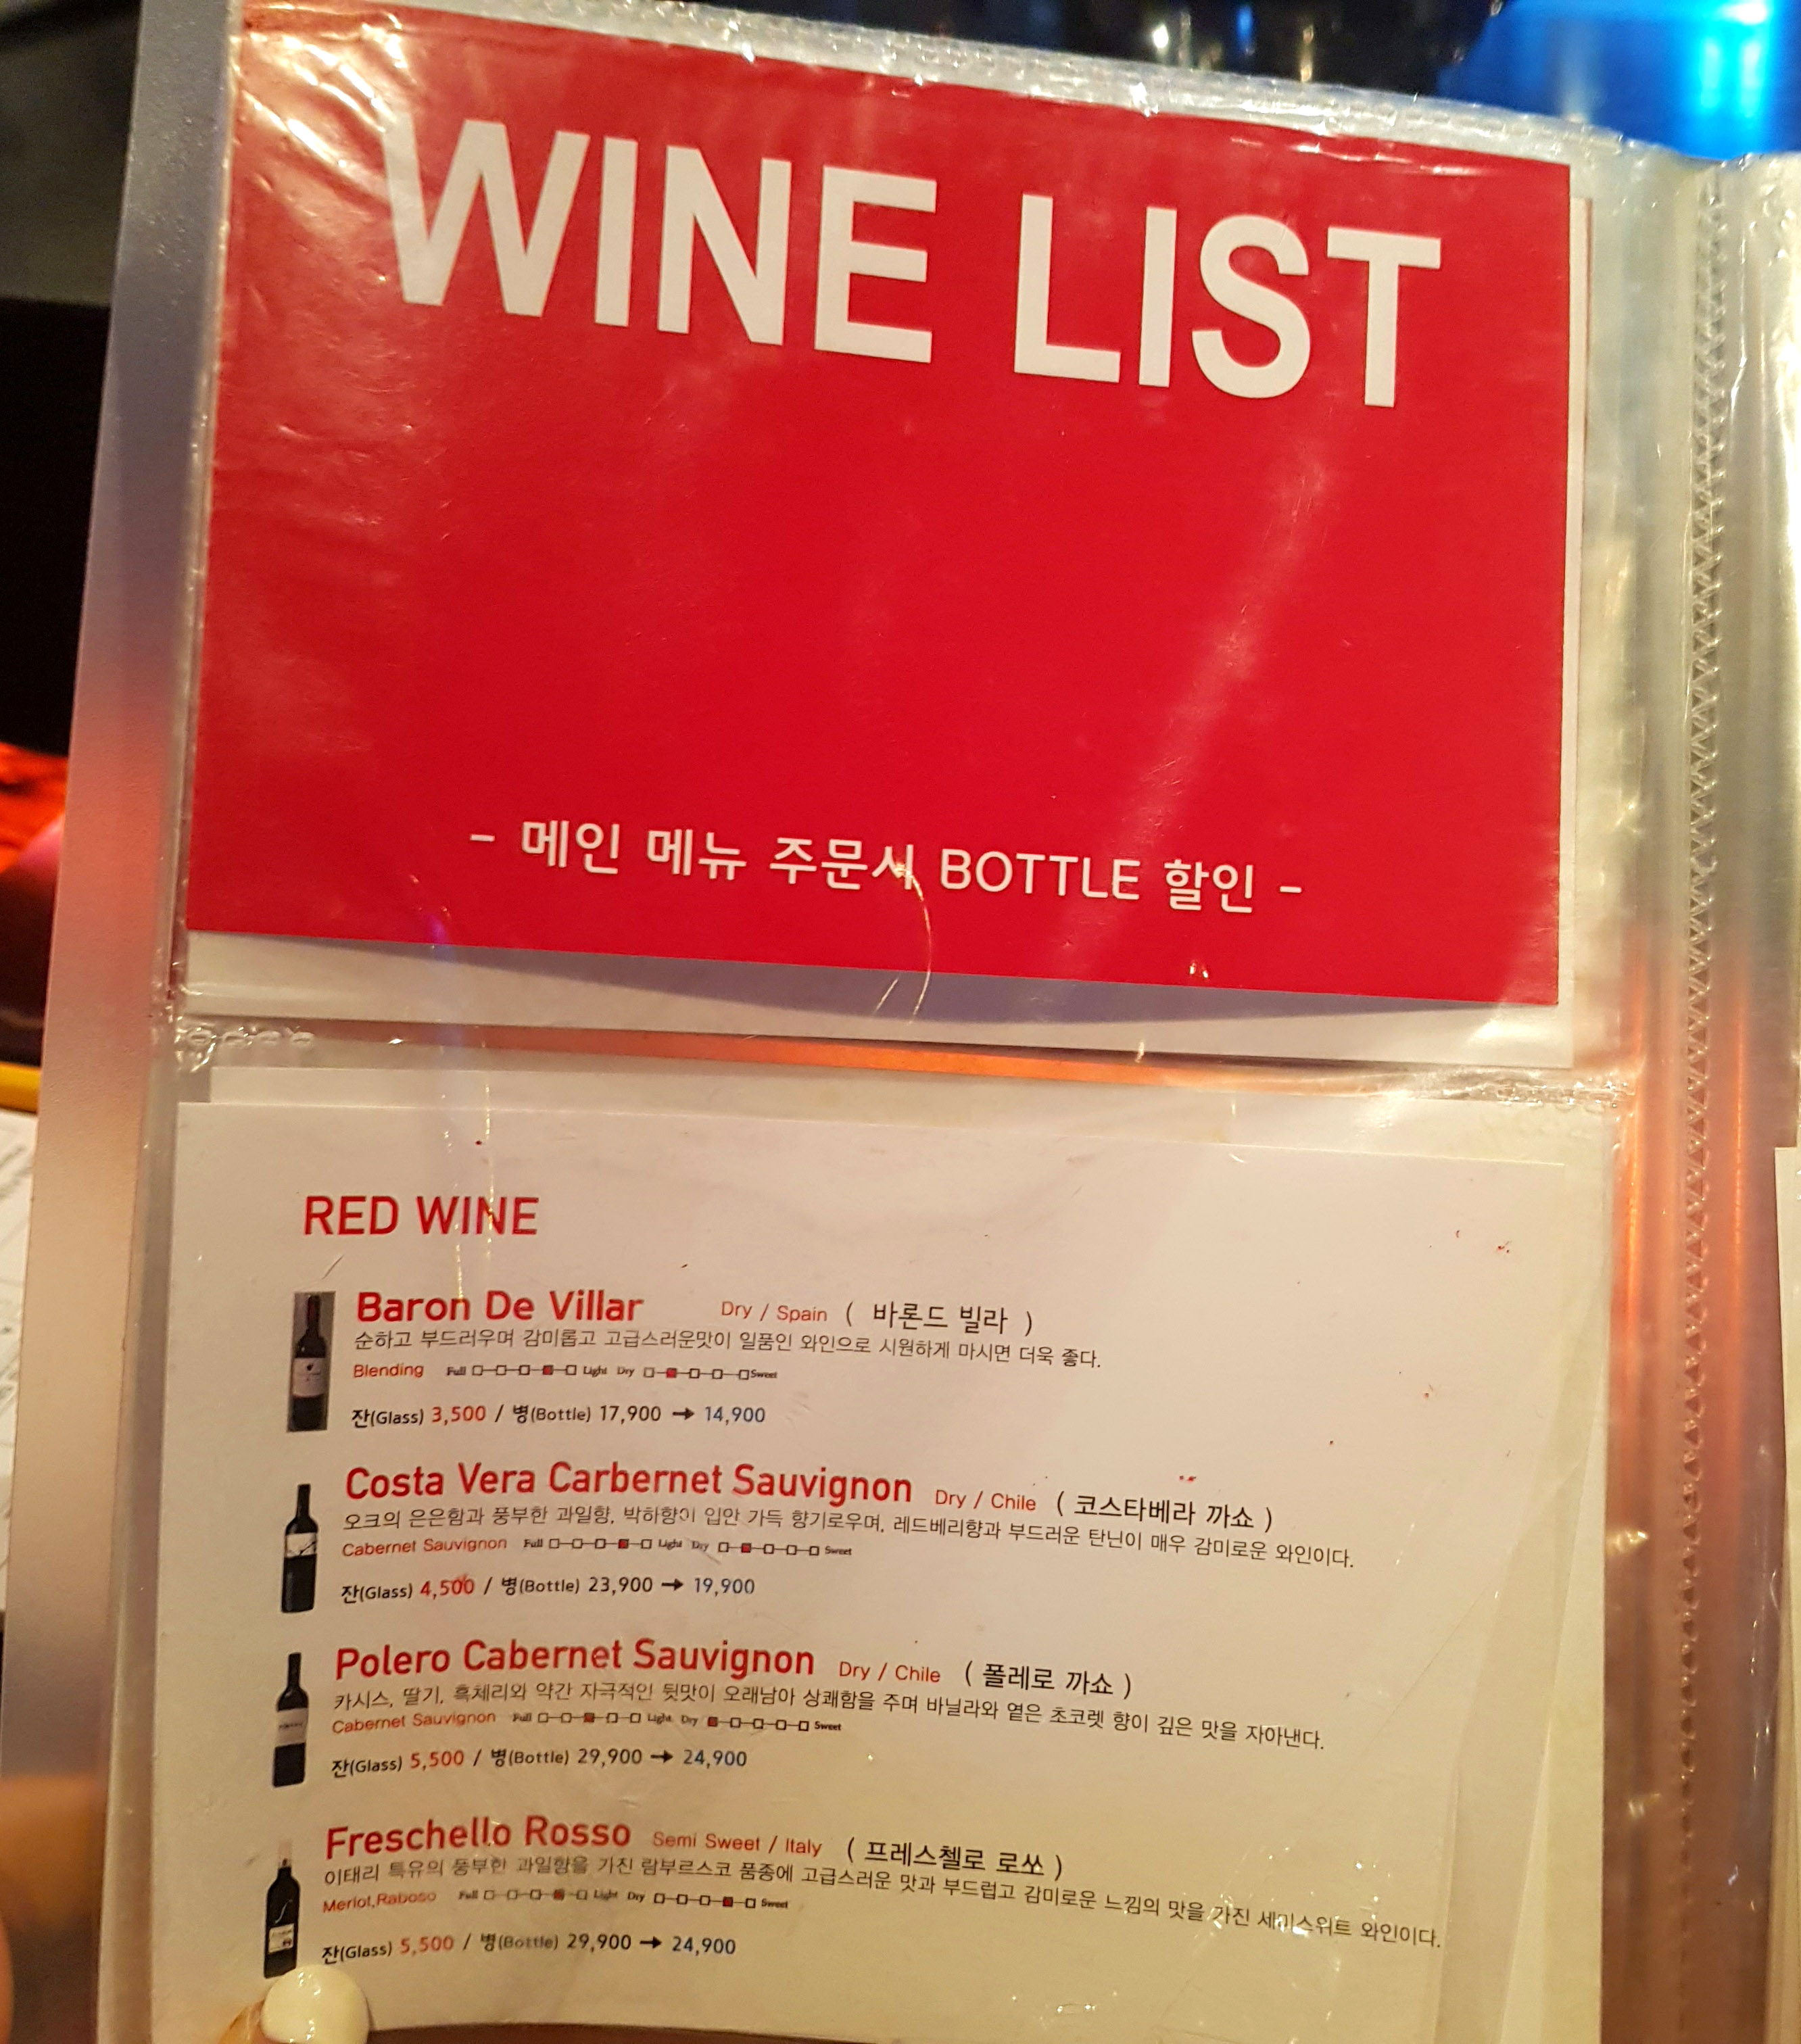 WINE LIST
- 메인 메뉴 주문시 BOTTLE 할인 -
RED WINE
Baron De Villar Dry / Spain ( 바론드 빌라 )
순하고 부드러우며 감미롭고 고급스러운맛이 일품인 와인으로 시원하게 마시면 더욱 좋다.
Blending Full Light Dry Sweet
잔(Glass) 3,500 / 병(Bottle) 17,900 → 14,900
Costa Vera Carbernet Sauvignon Dry / Chile ( 코스타베라 까쇼 )
오크의 은은함과 풍부한 과일향, 박하향이 입안 가득 향기로우며, 레드베리향과 부드러운 탄닌이 매우 감미로운 와인이다.
Cabernet Sauvignon Full Light Dry Sweet
잔(Glass) 4,500 / 병(Bottle) 23,900 → 19,900
Polero Cabernet Sauvignon Dry / Chile ( 폴레로 까쇼 )
카시스, 딸기, 흑체리와 약간 자극적인 뒷맛이 오래남아 상쾌함을 주며 바닐라와 옅은 초코렛 향이 깊은 맛을 자아낸다.
Cabernet Sauvignon Full Light Dry Sweet
잔(Glass) 5,500 / 병(Bottle) 29,900 → 24,900
Freschello Rosso Semi Sweet / Italy ( 프레스첼로 로쏘 )
이태리 특유의 풍부한 과일향을 가진 람부르스코 품종에 고급스러운 맛과 부드럽고 감미로운 느낌의 맛을 가진 세미스위트 와인이다.
Merlot,Raboso Full Light Dry Sweet
잔(Glass) 5,500 / 병(Bottle) 29,900 → 24,900